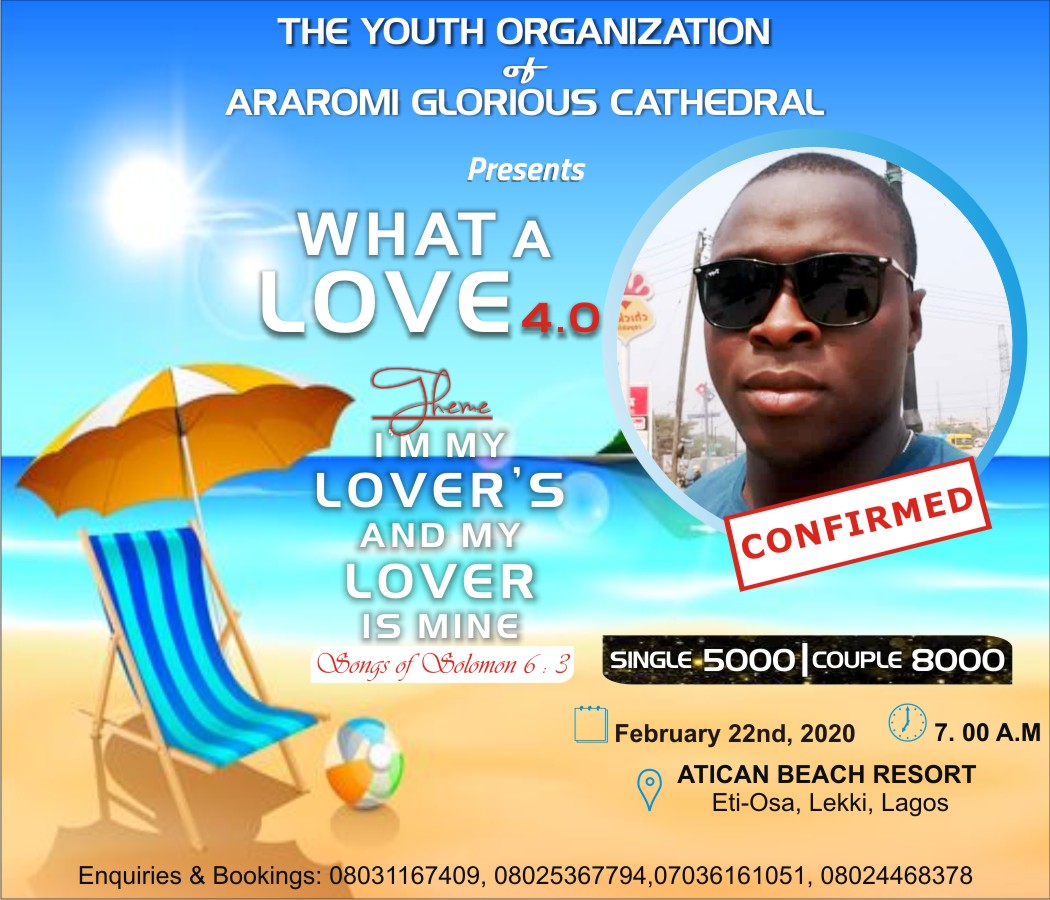 THE YOUTH ORGANIZATION
of
ARAROMI GLORIOUS CATHEDRAL
Presents
WHAT A
LOVE 4.0
Theme
I'M MY
LOVER'S
AND MY
LOVER
IS MINE
Songs of Solomon 6 : 3
CONFIRMED
SINGLE 5000|COUPLE 8000
February 22nd, 2020
7. 00 A.M
ATICAN BEACH RESORT
Eti-Osa, Lekki, Lagos
Enquiries & Bookings: 08031167409, 08025367794,07036161051, 08024468378